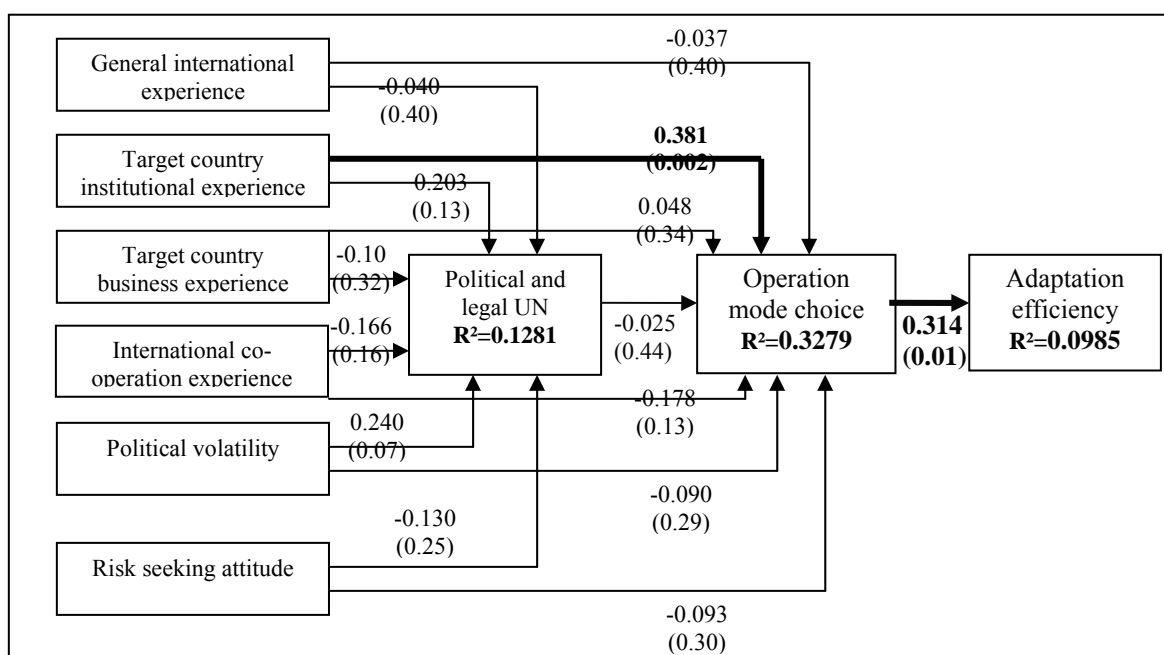 General international
experience
-0.037
(0.40)
-0.040
(0.40)
Target country
institutional experience
0.381
(0.002)
0.203
(0.13)
Target country
business experience
0.048
(0.34)
-0.10
(0.32)
Political and
legal UN
R²=0.1281
Operation
mode choice
R²=0.3279
Adaptation
efficiency
R²=0.0985
-0.025
(0.44)
0.314
(0.01)
International co-
operation experience
-0.166
(0.16)
-0.178
(0.13)
Political volatility
0.240
(0.07)
-0.090
(0.29)
Risk seeking attitude
-0.130
(0.25)
-0.093
(0.30)